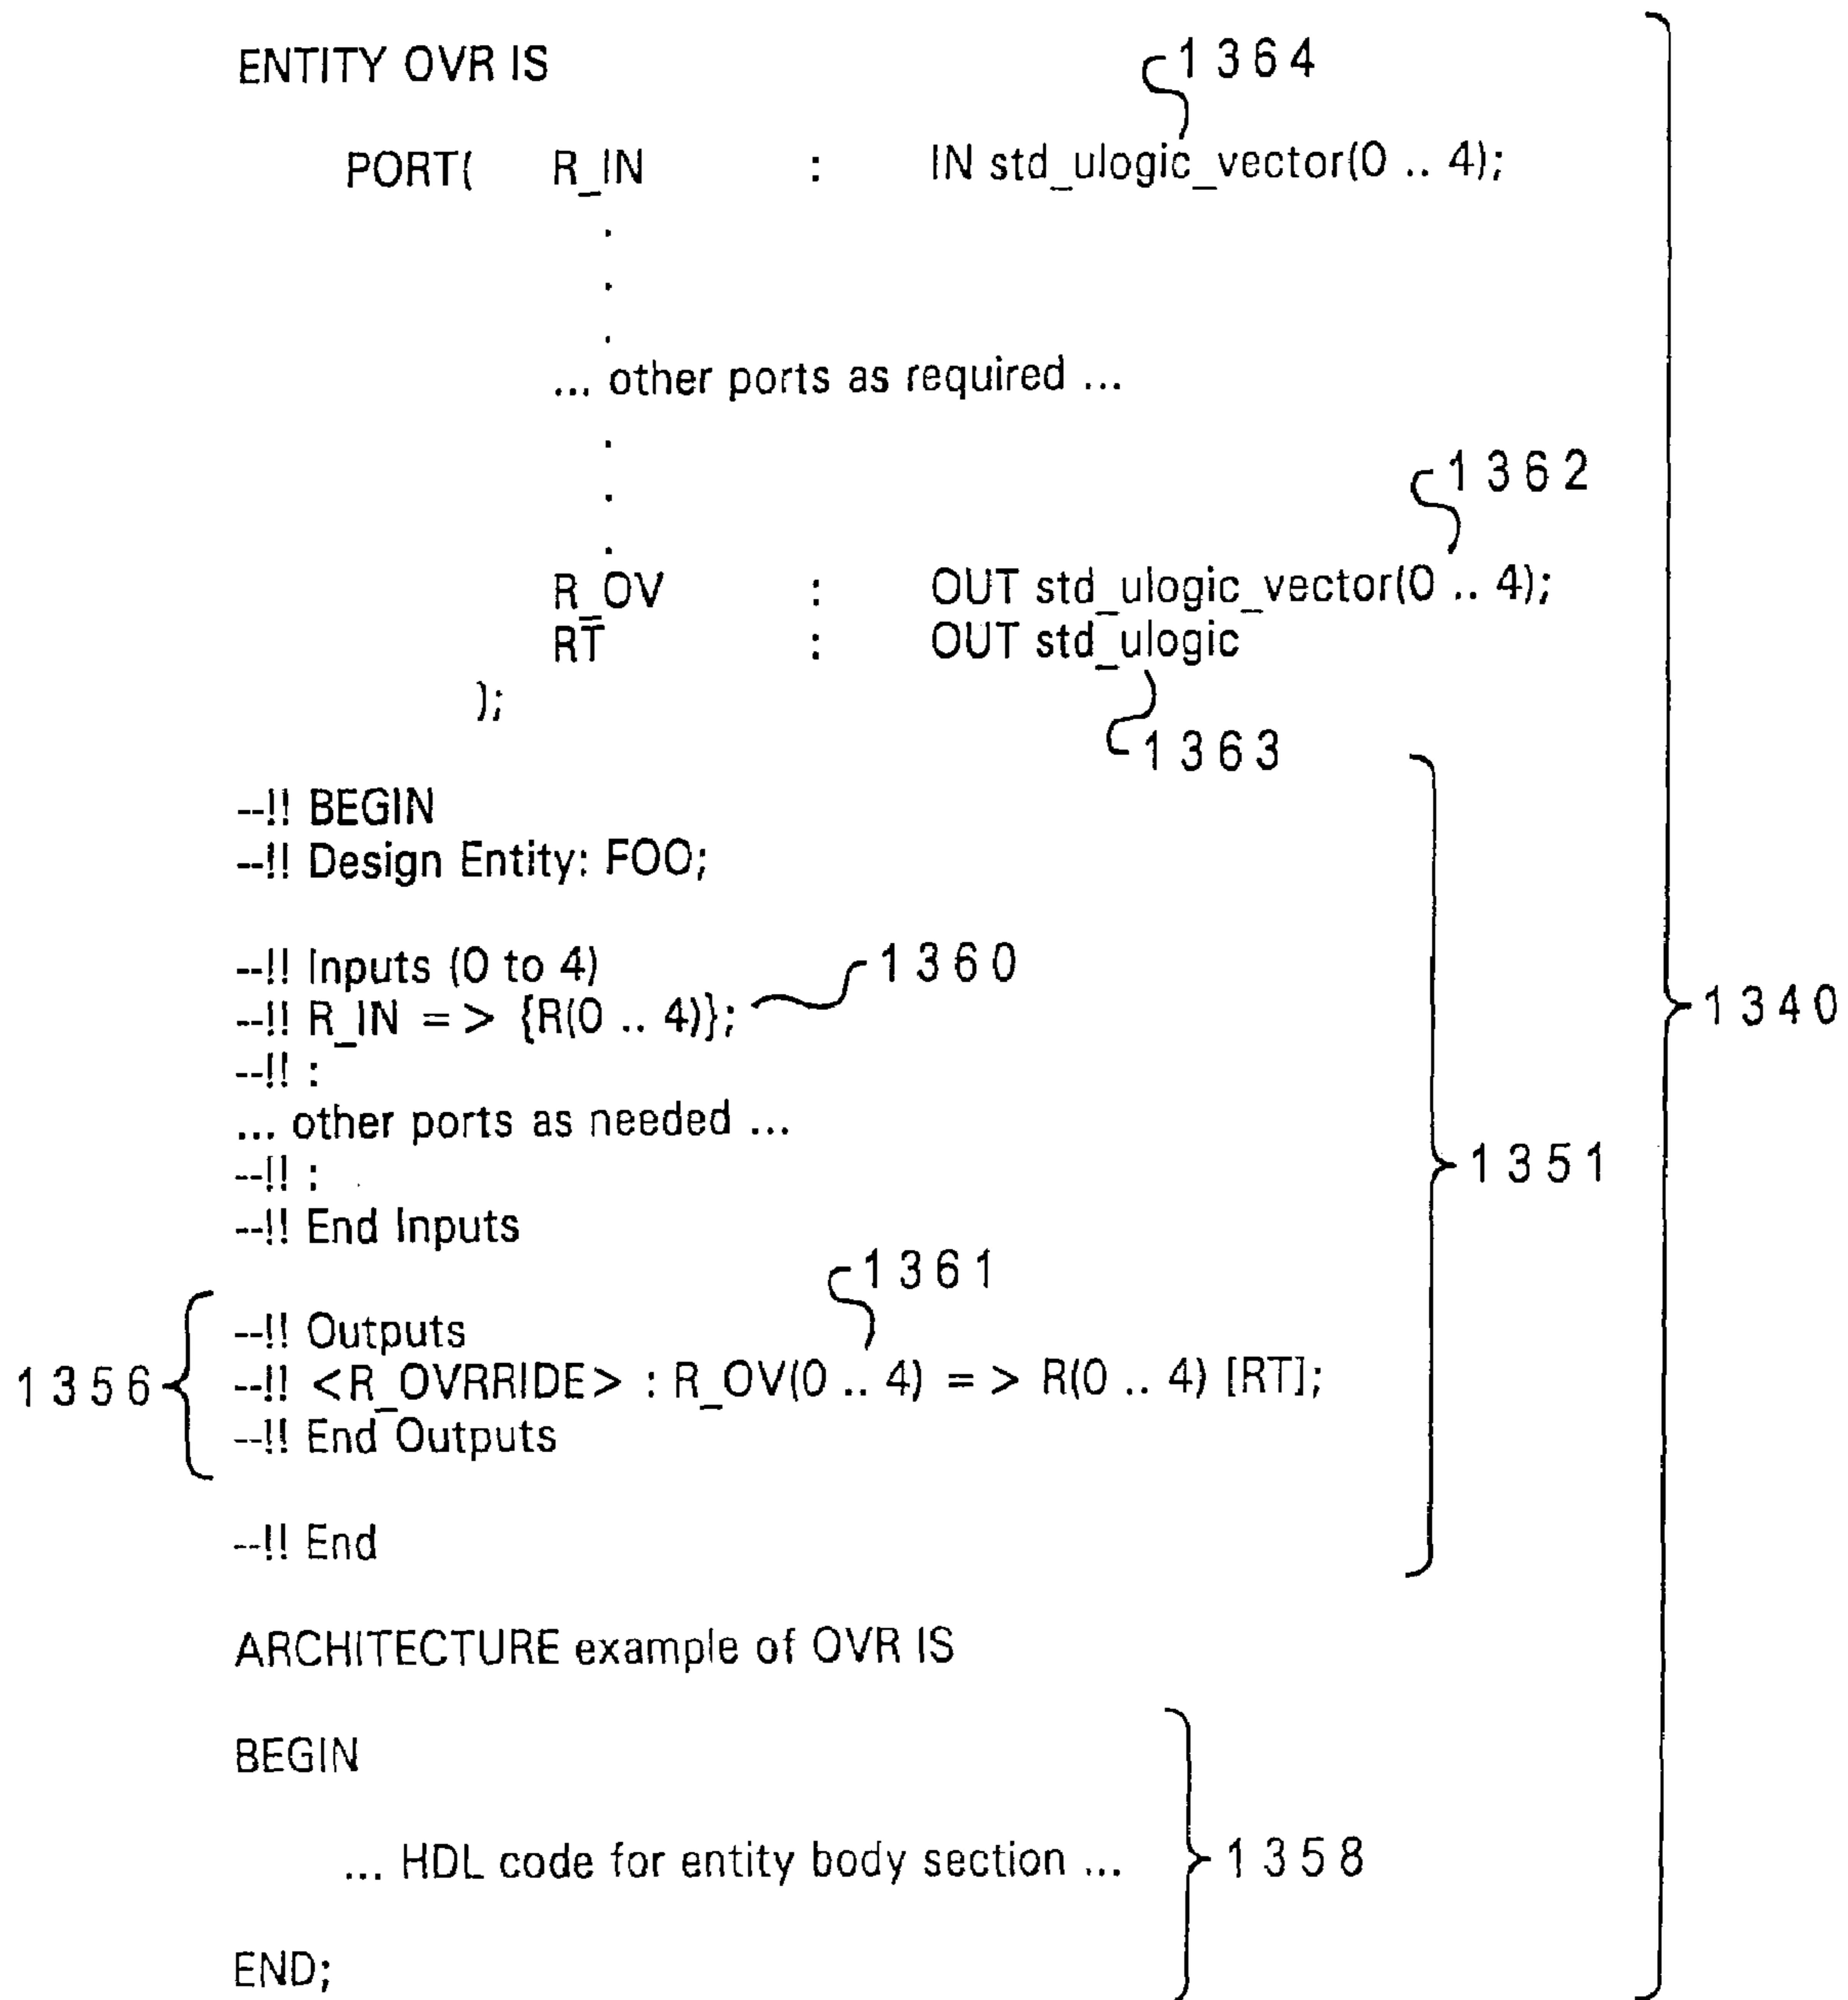 ENTITY OVR IS
1364
PORT( R_IN : IN std_ulogic_vector(0 .. 4);
.
.
.
... other ports as required ...
.
.
.
1362
R_OV : OUT std_ulogic_vector(0 .. 4);
RT : OUT std_ulogic
);
1363
--!! BEGIN
--!! Design Entity: FOO;
--!! Inputs (0 to 4)
1360
--!! R_IN = > {R(0 .. 4)};
1340
--!! :
... other ports as needed ...
--!! :
1351
--!! End Inputs
1361
--!! Outputs
1356
--!! <R_OVRRIDE> : R_OV(0 .. 4) = > R(0 .. 4) [RT];
--!! End Outputs
--!! End
ARCHITECTURE example of OVR IS
BEGIN
... HDL code for entity body section ...
1358
END;